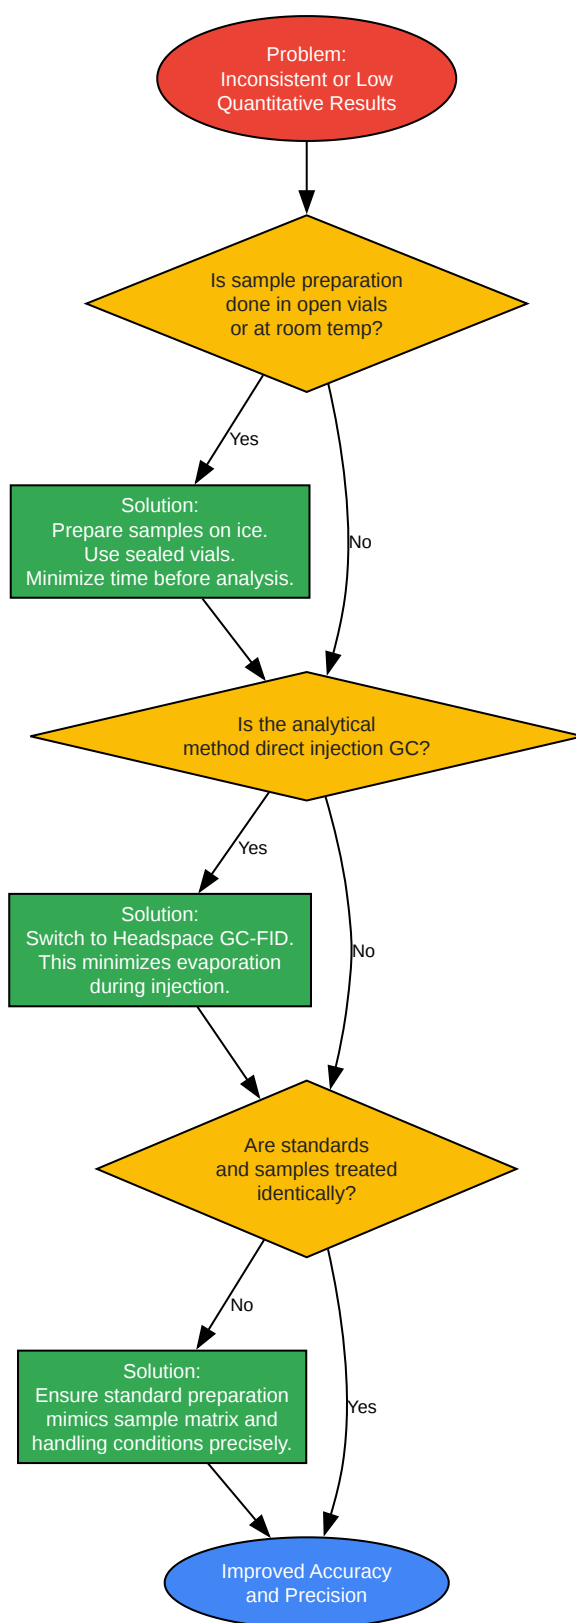 Problem:
Inconsistent or Low
Quantitative Results
Is sample preparation
done in open vials
or at room temp?
Yes
No
Solution:
Prepare samples on ice.
Use sealed vials.
Minimize time before analysis.
Is the analytical
method direct injection GC?
Yes
No
Solution:
Switch to Headspace GC-FID.
This minimizes evaporation
during injection.
Are standards
and samples treated
identically?
No
Yes
Solution:
Ensure standard preparation
mimics sample matrix and
handling conditions precisely.
Improved Accuracy
and Precision